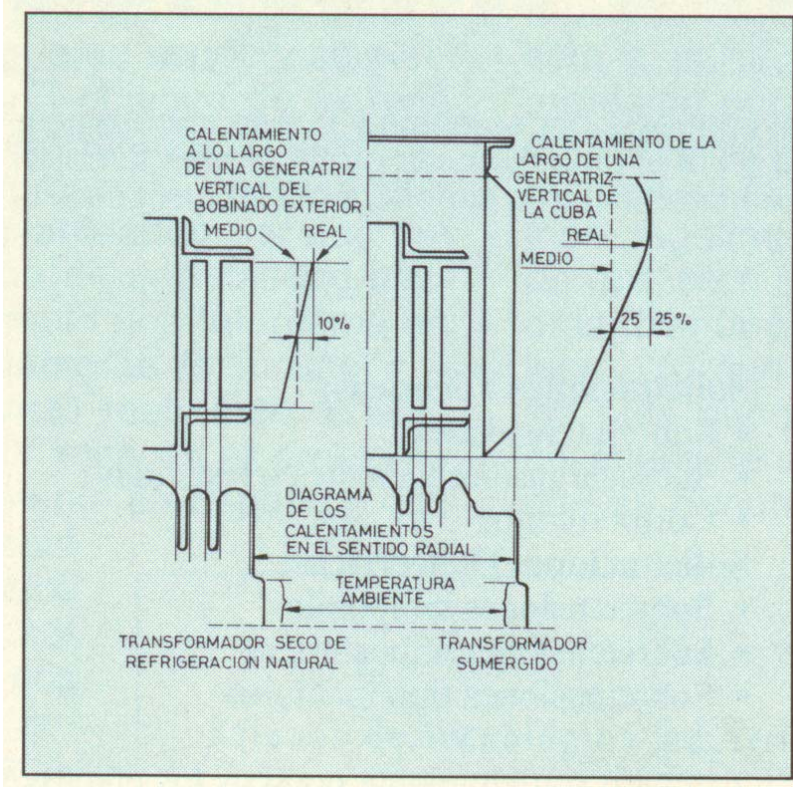 CALENTAMIENTO
A LO LARGO
DE UNA GENERATRIZ
VERTICAL DEL
BOBINADO EXTERIOR
MEDIO
REAL
10%
CALENTAMIENTO DE LA
LARGO DE UNA
GENERATRIZ
VERTICAL DE
LA CUBA
REAL
MEDIO
25
25%
DIAGRAMA
DE LOS
CALENTAMIENTOS
EN EL SENTIDO RADIAL
TEMPERATURA
AMBIENTE
TRANSFORMADOR SECO DE
REFRIGERACION NATURAL
TRANSFORMADOR
SUMERGIDO